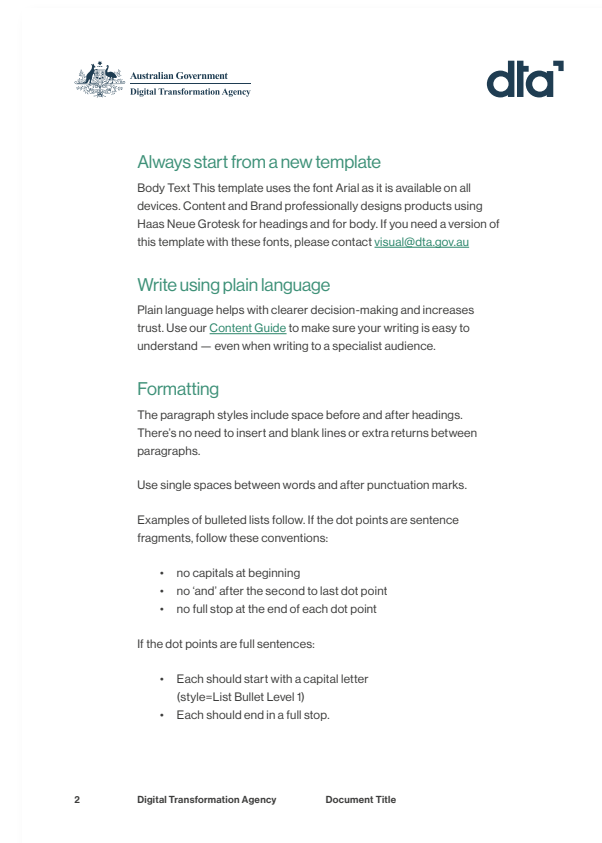 Australian Government
Digital Transformation Agency
dta
Always start from a new template
Body Text This template uses the font Arial as it is available on all
devices. Content and Brand professionally designs products using
Haas Neue Grotesk for headings and for body. If you need a version of
this template with these fonts, please contact visual@dta.gov.au
Write using plain language
Plain language helps with clearer decision-making and increases
trust. Use our Content Guide to make sure your writing is easy to
understand — even when writing to a specialist audience.
Formatting
The paragraph styles include space before and after headings.
There's no need to insert and blank lines or extra returns between
paragraphs.
Use single spaces between words and after punctuation marks.
Examples of bulleted lists follow. If the dot points are sentence
fragments, follow these conventions:
• no capitals at beginning
• no 'and' after the second to last dot point
• no full stop at the end of each dot point
If the dot points are full sentences:
• Each should start with a capital letter
(style=List Bullet Level 1)
• Each should end in a full stop.
2 Digital Transformation Agency Document Title